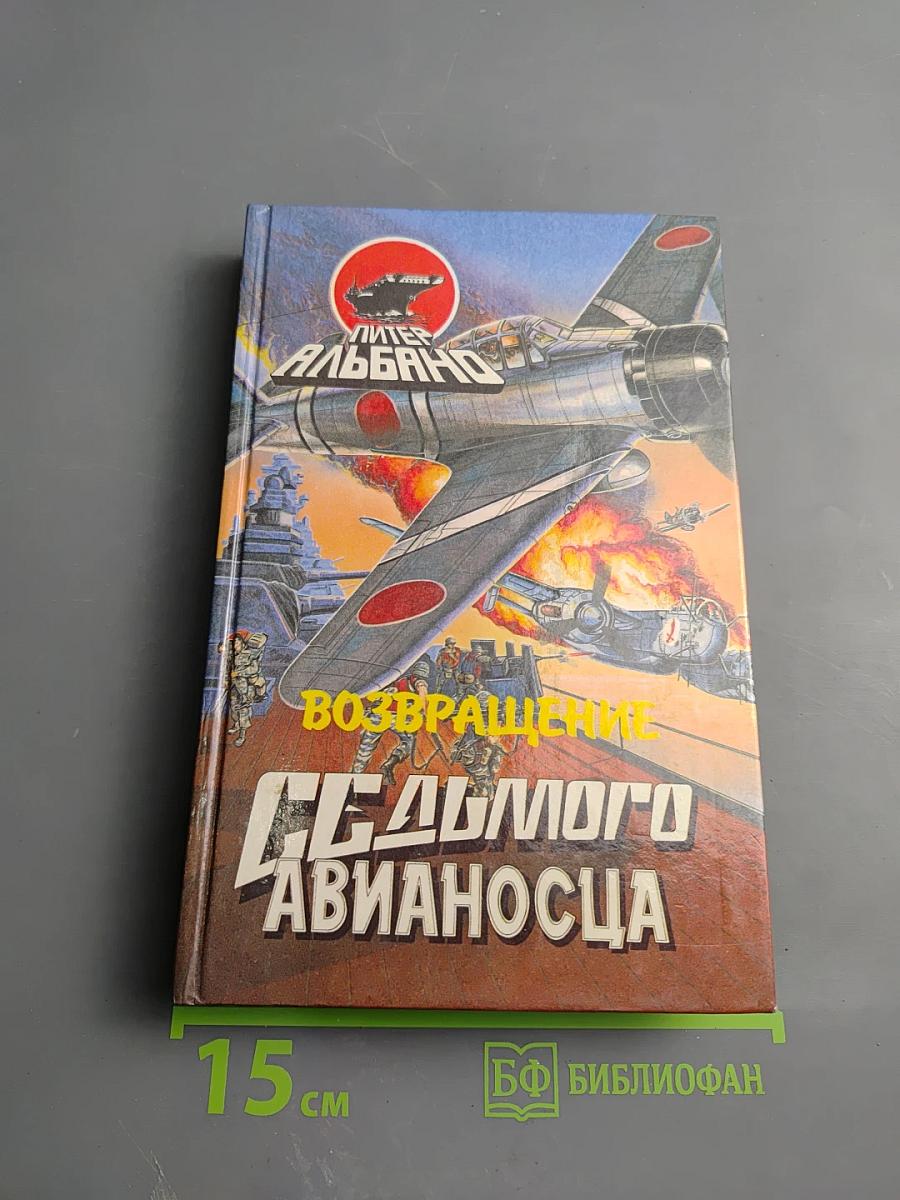 ПИТЕР
АЛЬБАНО
ВОЗВРАЩЕНИЕ
СЕДЬМОГО
АВИАНОСЦА
15 СМ
БФ БИБЛИОФАН